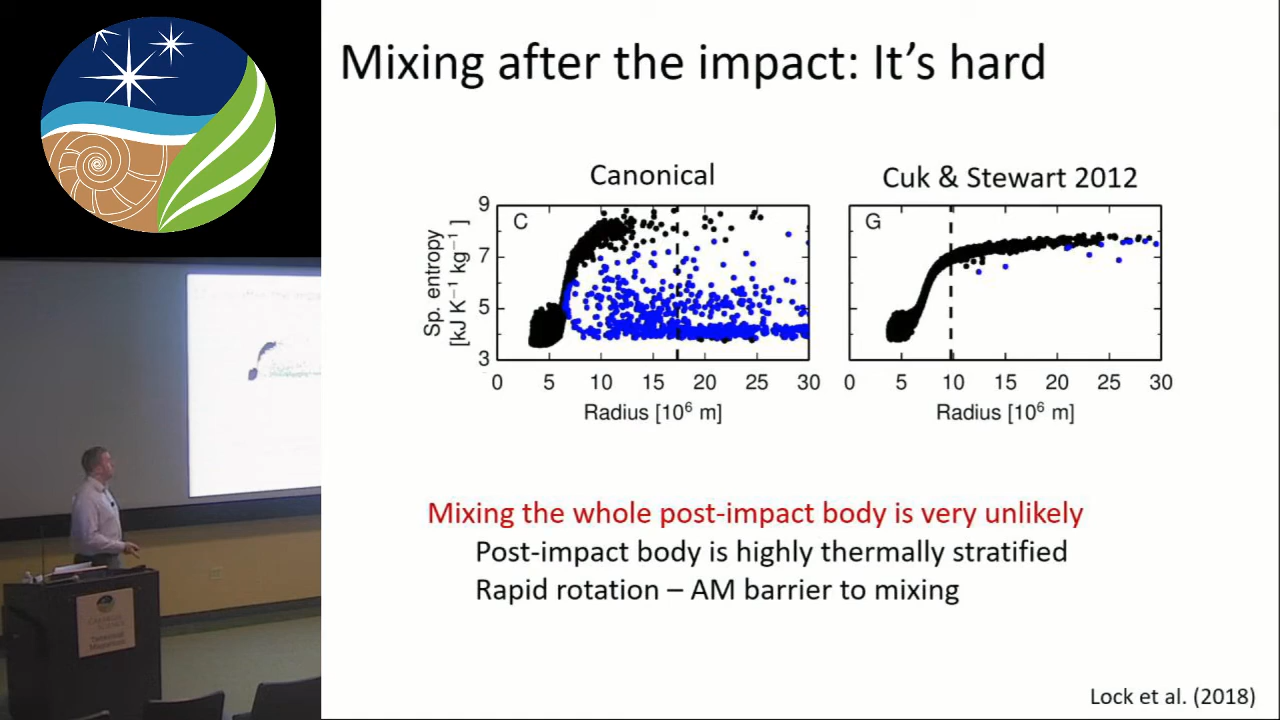 Mixing after the impact: It's hard
Canonical
Cuk & Stewart 2012
C
G
9
7
5
3
Sp. entropy
[kJ K⁻¹ kg⁻¹ ]
0 5 10 15 20 25 30
0 5 10 15 20 25 30
Radius [10⁶ m]
Radius [10⁶ m]
Mixing the whole post-impact body is very unlikely
Post-impact body is highly thermally stratified
Rapid rotation – AM barrier to mixing
Lock et al. (2018)